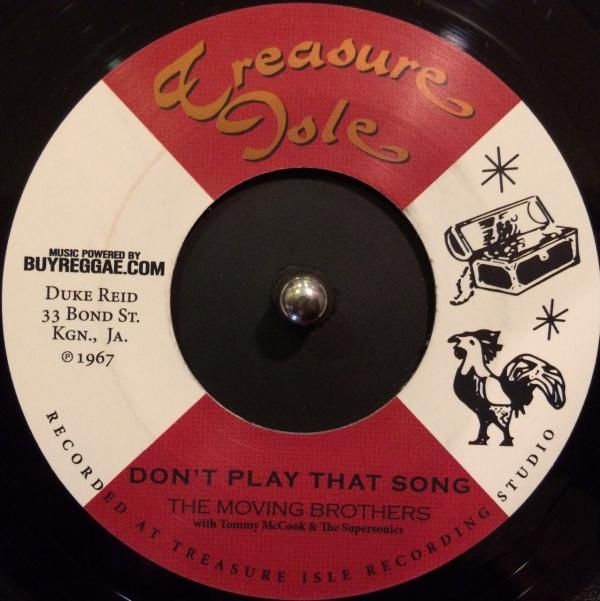 Treasure
Isle
MUSIC POWERED BY
BUYREGGAE.COM
DUKE REID
33 BOND ST.
KGN., JA.
℗ 1967
DON'T PLAY THAT SONG
THE MOVING BROTHERS
with Tommy McCook & The Supersonics
RECORDED AT TREASURE ISLE RECORDING STUDIO